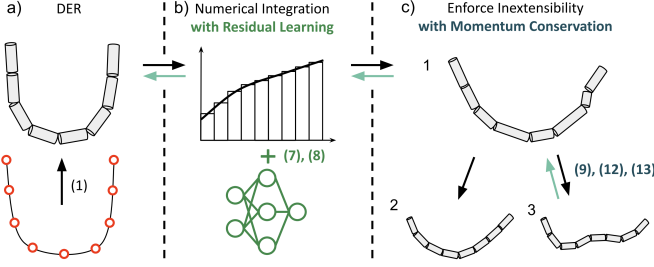 a)
DER
(1)
b)
Numerical Integration
with Residual Learning
+ (7), (8)
c)
Enforce Inextensibility
with Momentum Conservation
1
(9), (12), (13)
2
3